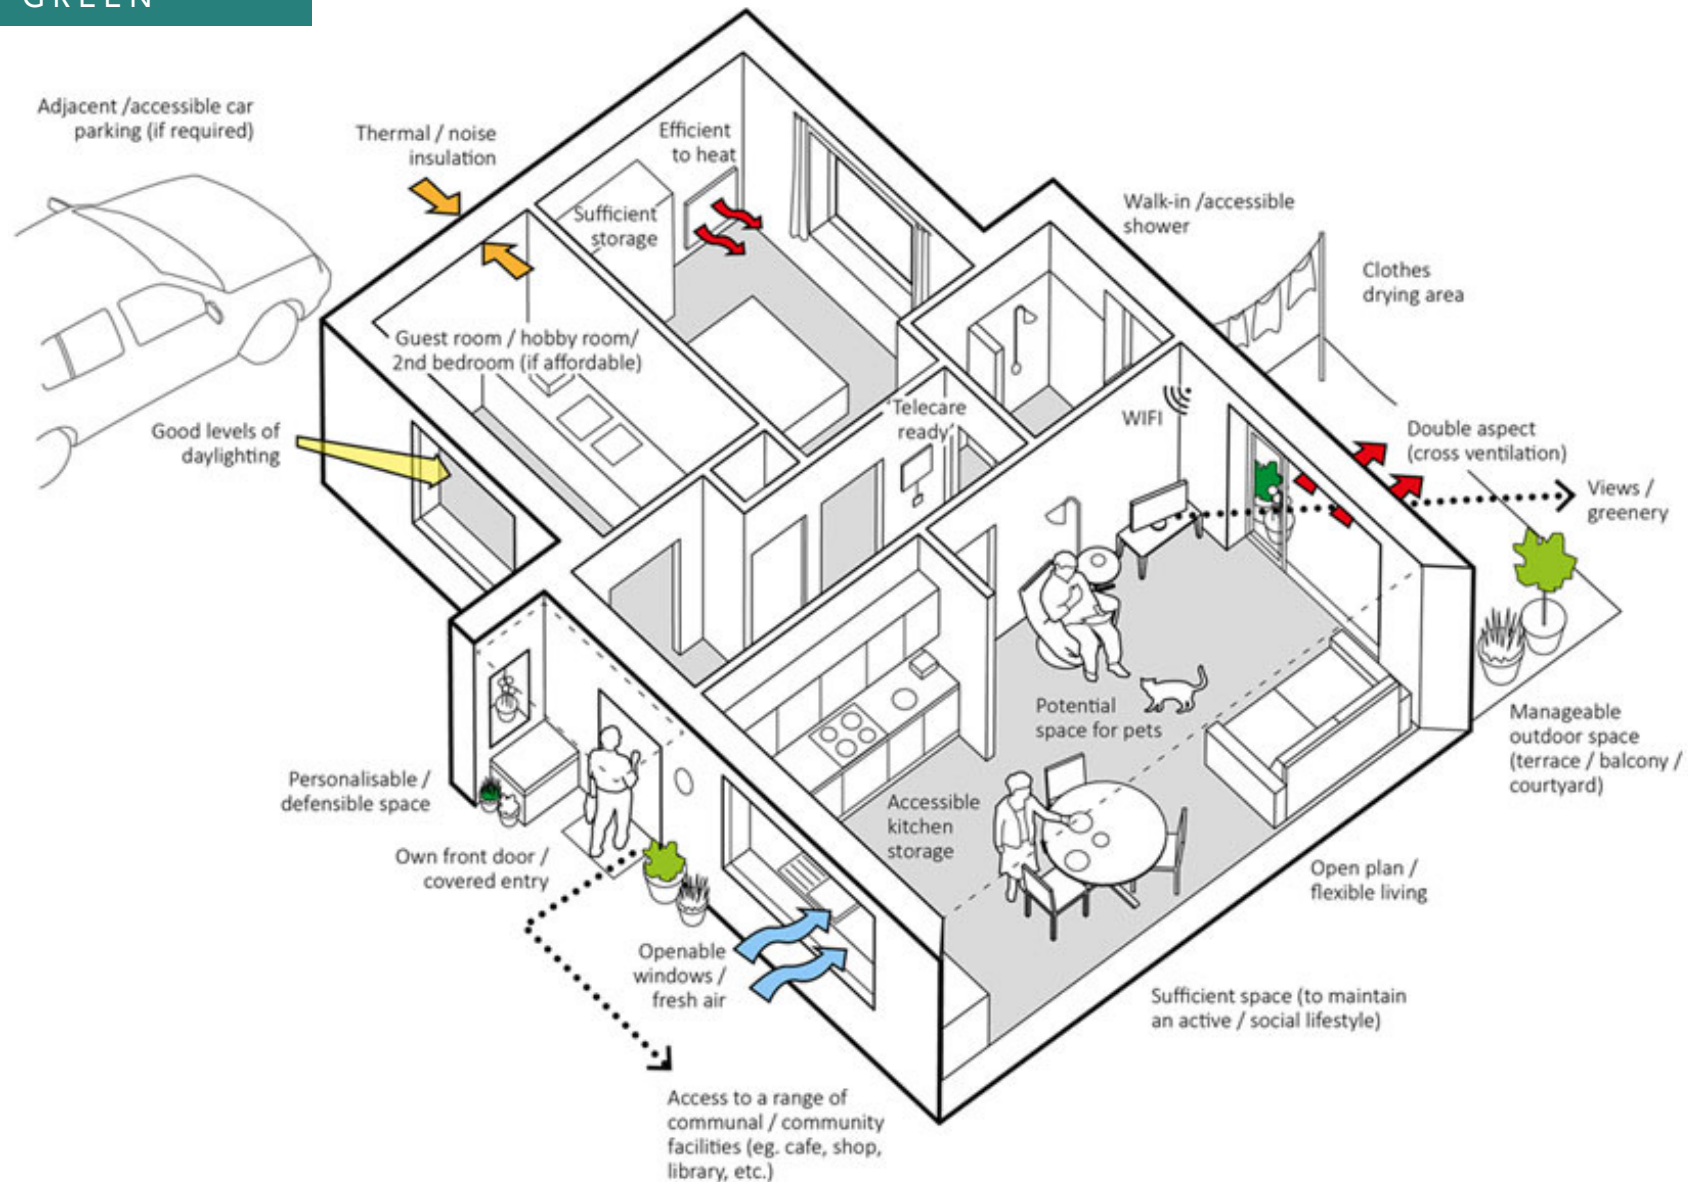 GREEN
Adjacent /accessible car
parking (if required)
Thermal / noise
insulation
Efficient
to heat
Sufficient
storage
Walk-in /accessible
shower
Clothes
drying area
Guest room / hobby room/
2nd bedroom (if affordable)
'Telecare
ready'
WIFI
Good levels of
daylighting
Double aspect
(cross ventilation)
Views /
greenery
Potential
space for pets
Manageable
outdoor space
(terrace / balcony /
courtyard)
Personalisable /
defensible space
Accessible
kitchen
storage
Own front door /
covered entry
Open plan /
flexible living
Openable
windows /
fresh air
Sufficient space (to maintain
an active / social lifestyle)
Access to a range of
communal / community
facilities (eg. cafe, shop,
library, etc.)